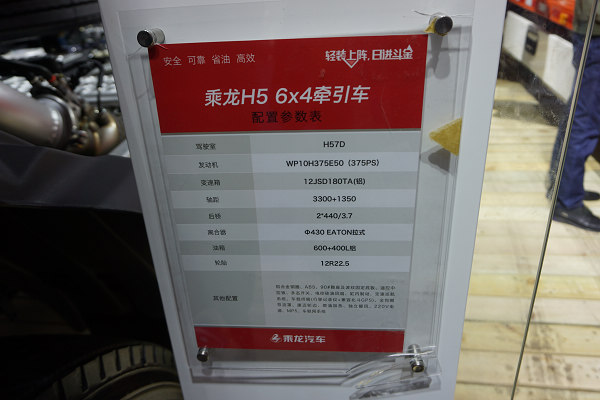 安全 可靠 省油 高效
轻装上阵,日进斗金
乘龙H5 6x4牵引车
配置参数表
驾驶室 H57D
发动机 WP10H375E50（375PS)
变速箱 12JSD180TA(铝)
轴距 3300+1350
后桥 2*440/3.7
离合器 Φ430 EATON拉式
油箱 600+400L铝
轮胎 12R22.5
其他配置
乘龙汽车